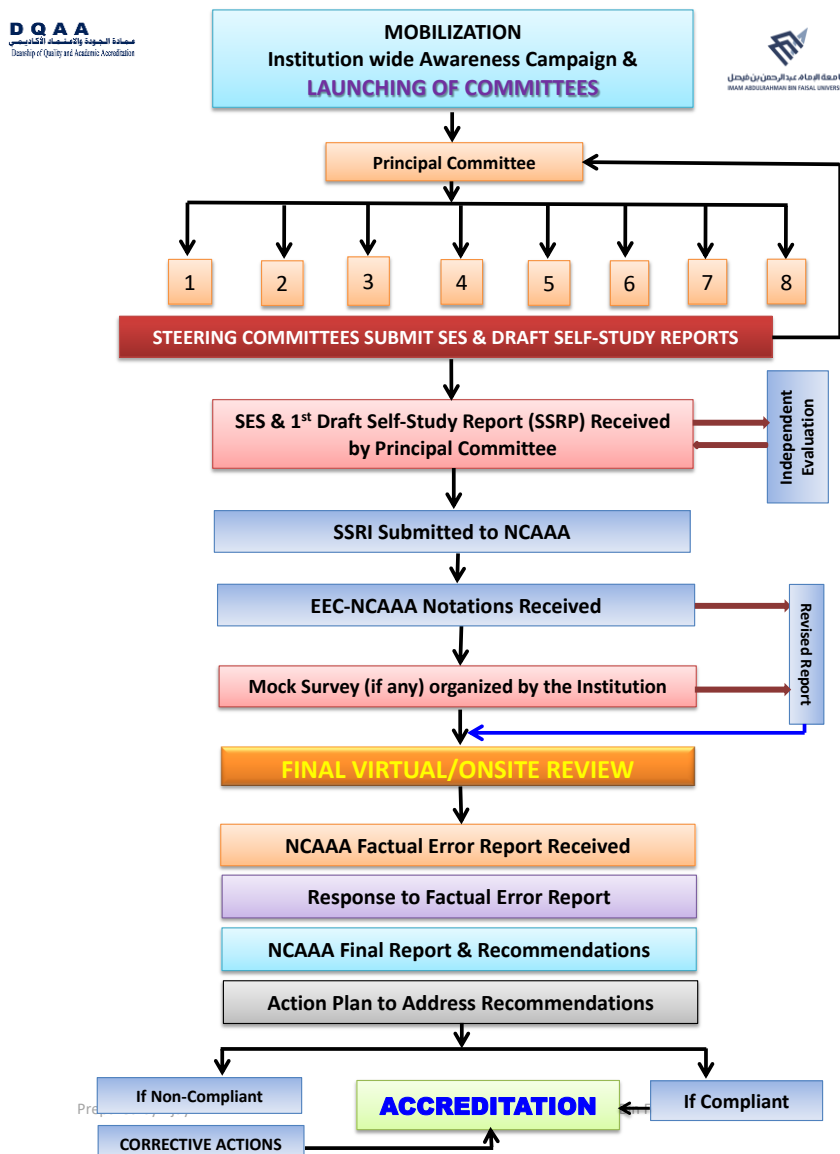 DQAA
عمادة الجودة والاعتماد الأكاديمي
Deanship of Quality and Academic Accreditation
جامعة الإمام عبدالرحمن بن فيصل
IMAM ABDULRAHMAN BIN FAISAL UNIVERS
MOBILIZATION
Institution wide Awareness Campaign &
LAUNCHING OF COMMITTEES
Principal Committee
1 2 3 4 5 6 7 8
STEERING COMMITTEES SUBMIT SES & DRAFT SELF-STUDY REPORTS
SES & 1st Draft Self-Study Report (SSRP) Received
by Principal Committee
Independent
Evaluation
SSRI Submitted to NCAAA
EEC-NCAAA Notations Received
Revised Report
Mock Survey (if any) organized by the Institution
FINAL VIRTUAL/ONSITE REVIEW
NCAAA Factual Error Report Received
Response to Factual Error Report
NCAAA Final Report & Recommendations
Action Plan to Address Recommendations
If Non-Compliant
ACCREDITATION
If Compliant
CORRECTIVE ACTIONS